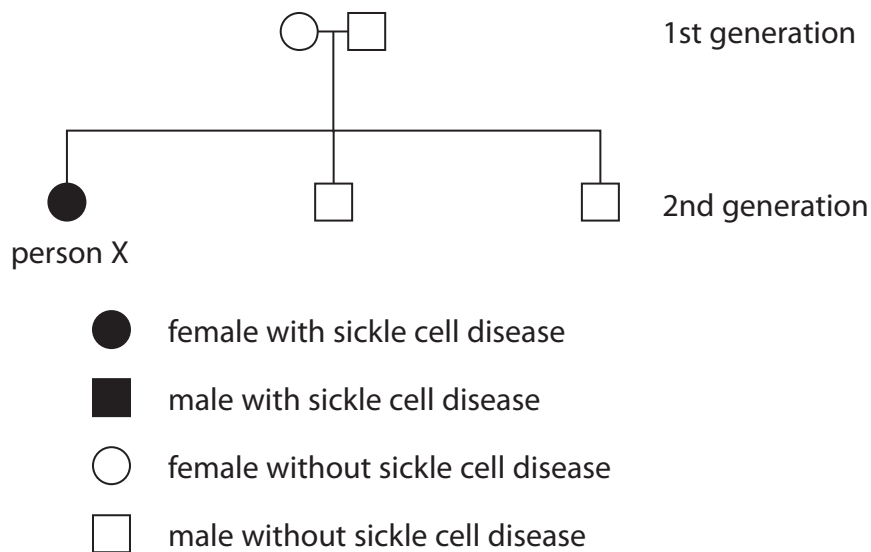 1st generation
2nd generation
person X
female with sickle cell disease
male with sickle cell disease
female without sickle cell disease
male without sickle cell disease